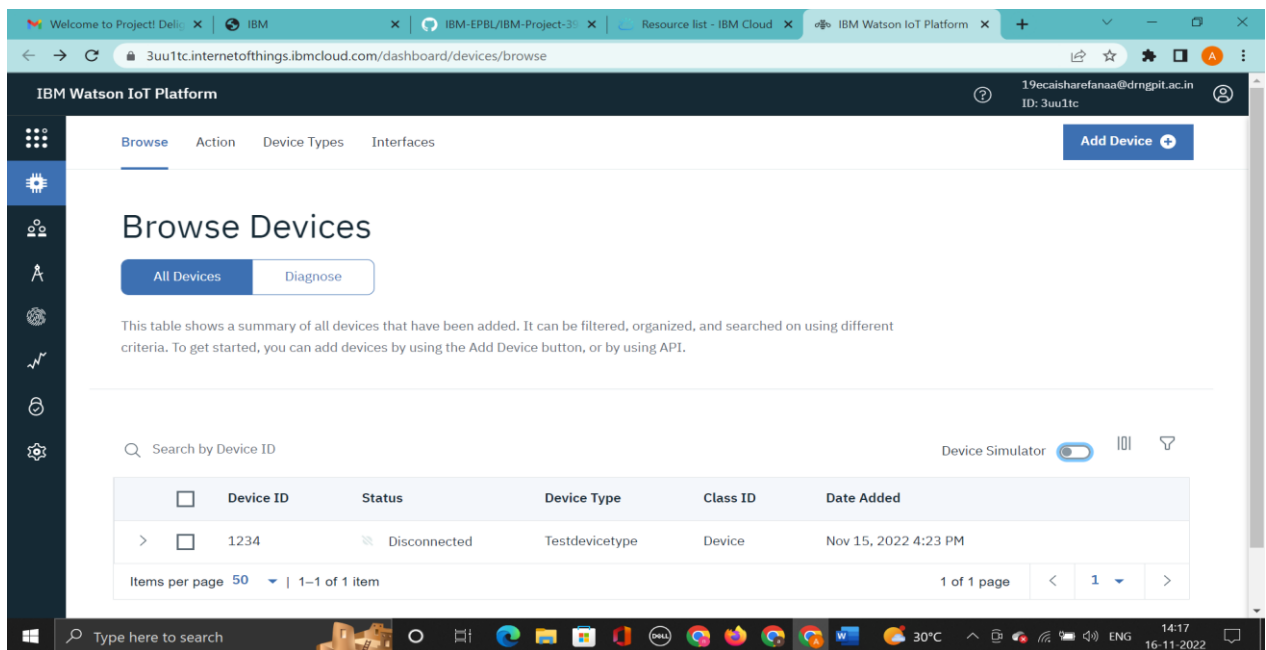 Welcome to Project! Delig
IBM
IBM-EPBL/IBM-Project-39
Resource list - IBM Cloud
IBM Watson IoT Platform
3uu1tc.internetofthings.ibmcloud.com/dashboard/devices/browse
A
IBM Watson IoT Platform
19ecaisharefanaa@drngpit.ac.in
ID: 3uu1tc
Browse Action Device Types Interfaces
Add Device
Browse Devices
All Devices Diagnose
This table shows a summary of all devices that have been added. It can be filtered, organized, and searched on using different
criteria. To get started, you can add devices by using the Add Device button, or by using API.
Search by Device ID
Device Simulator
Device ID Status Device Type Class ID Date Added
1234 Disconnected Testdevicetype Device Nov 15, 2022 4:23 PM
Items per page 50 | 1–1 of 1 item
1 of 1 page < 1 >
Type here to search
DELL
30°C
ENG
14:17
16-11-2022